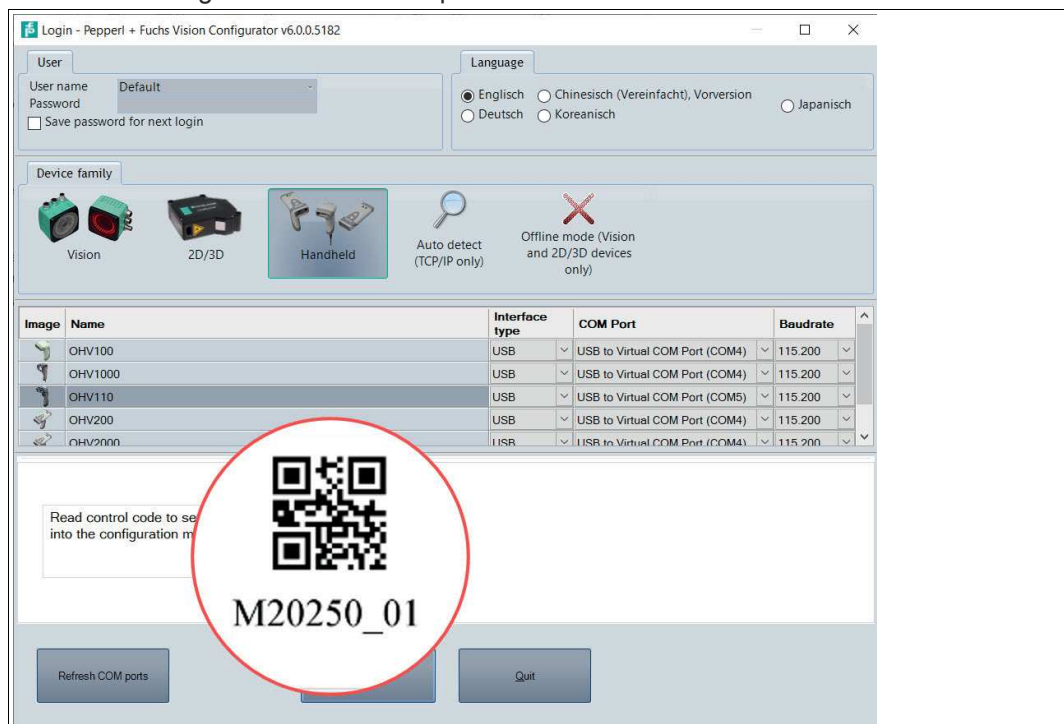 Login - Pepperl + Fuchs Vision Configurator v6.0.0.5182
User
User name Default
Password
Save password for next login
Language
Englisch Chinesisch (Vereinfacht), Vorversion Japanisch
Deutsch Koreanisch
Device family
Vision
2D/3D
Handheld
Auto detect
(TCP/IP only)
Offline mode (Vision
and 2D/3D devices
only)
Image Name Interface type COM Port Baudrate
OHV100 USB USB to Virtual COM Port (COM4) 115.200
OHV1000 USB USB to Virtual COM Port (COM4) 115.200
OHV110 USB USB to Virtual COM Port (COM5) 115.200
OHV200 USB USB to Virtual COM Port (COM4) 115.200
OHV2000 USB USB to Virtual COM Port (COM4) 115.200
Read control code to se
into the configuration m
M20250_01
Refresh COM ports
Quit